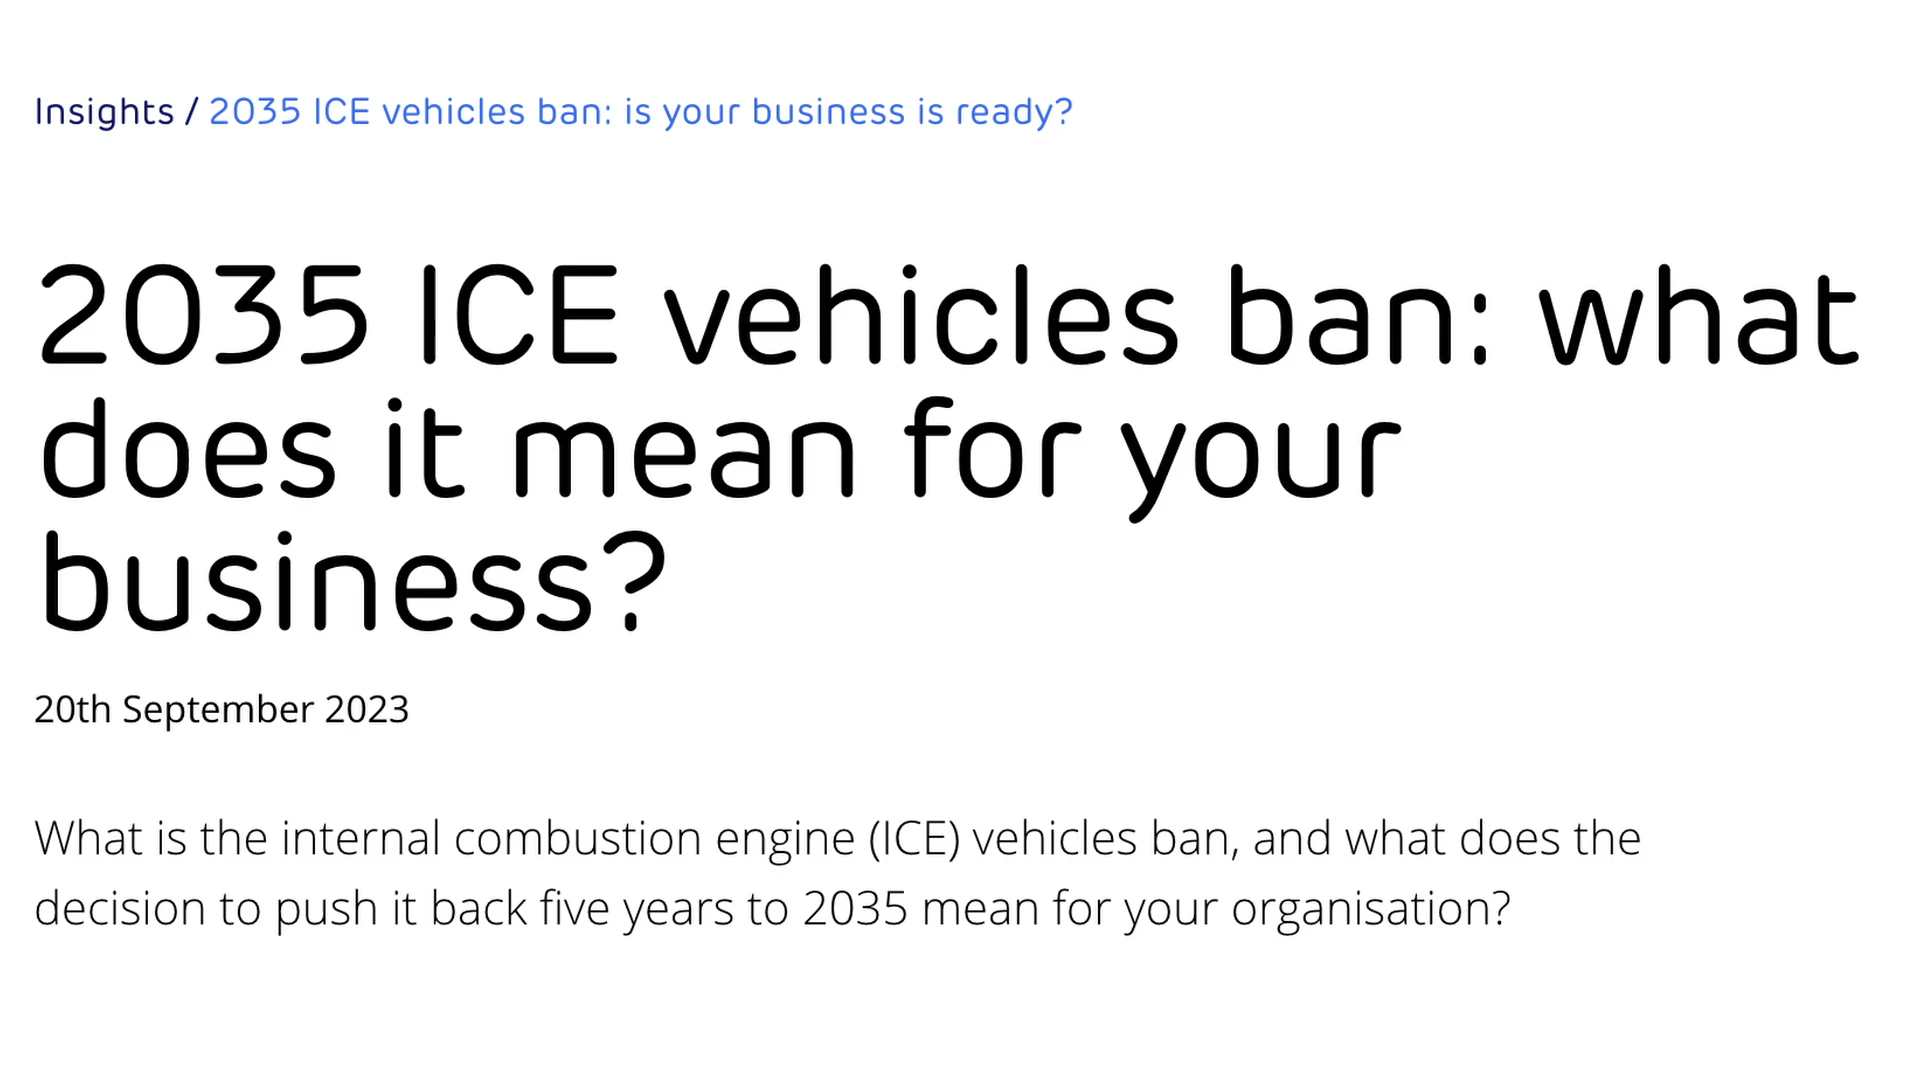 Insights / 2035 ICE vehicles ban: is your business is ready?
2035 ICE vehicles ban: what
does it mean for your
business?
20th September 2023
What is the internal combustion engine (ICE) vehicles ban, and what does the
decision to push it back five years to 2035 mean for your organisation?